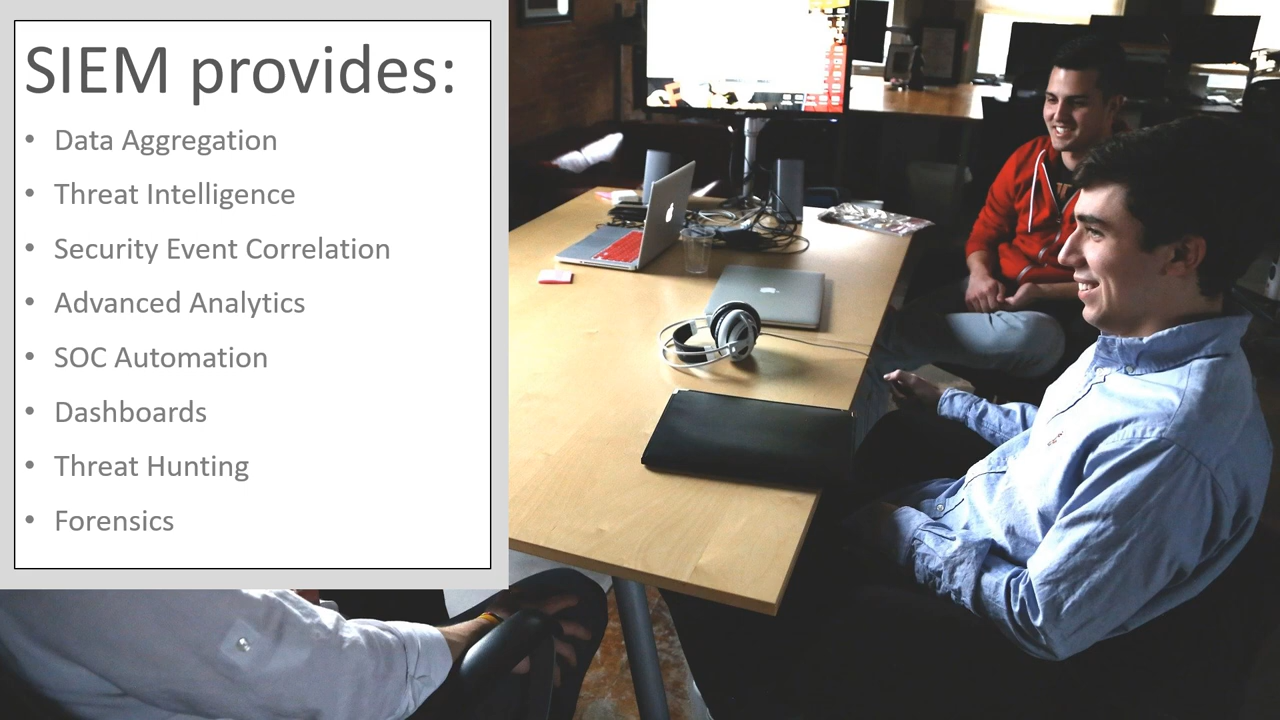 SIEM provides:
• Data Aggregation
• Threat Intelligence
• Security Event Correlation
• Advanced Analytics
• SOC Automation
• Dashboards
• Threat Hunting
• Forensics